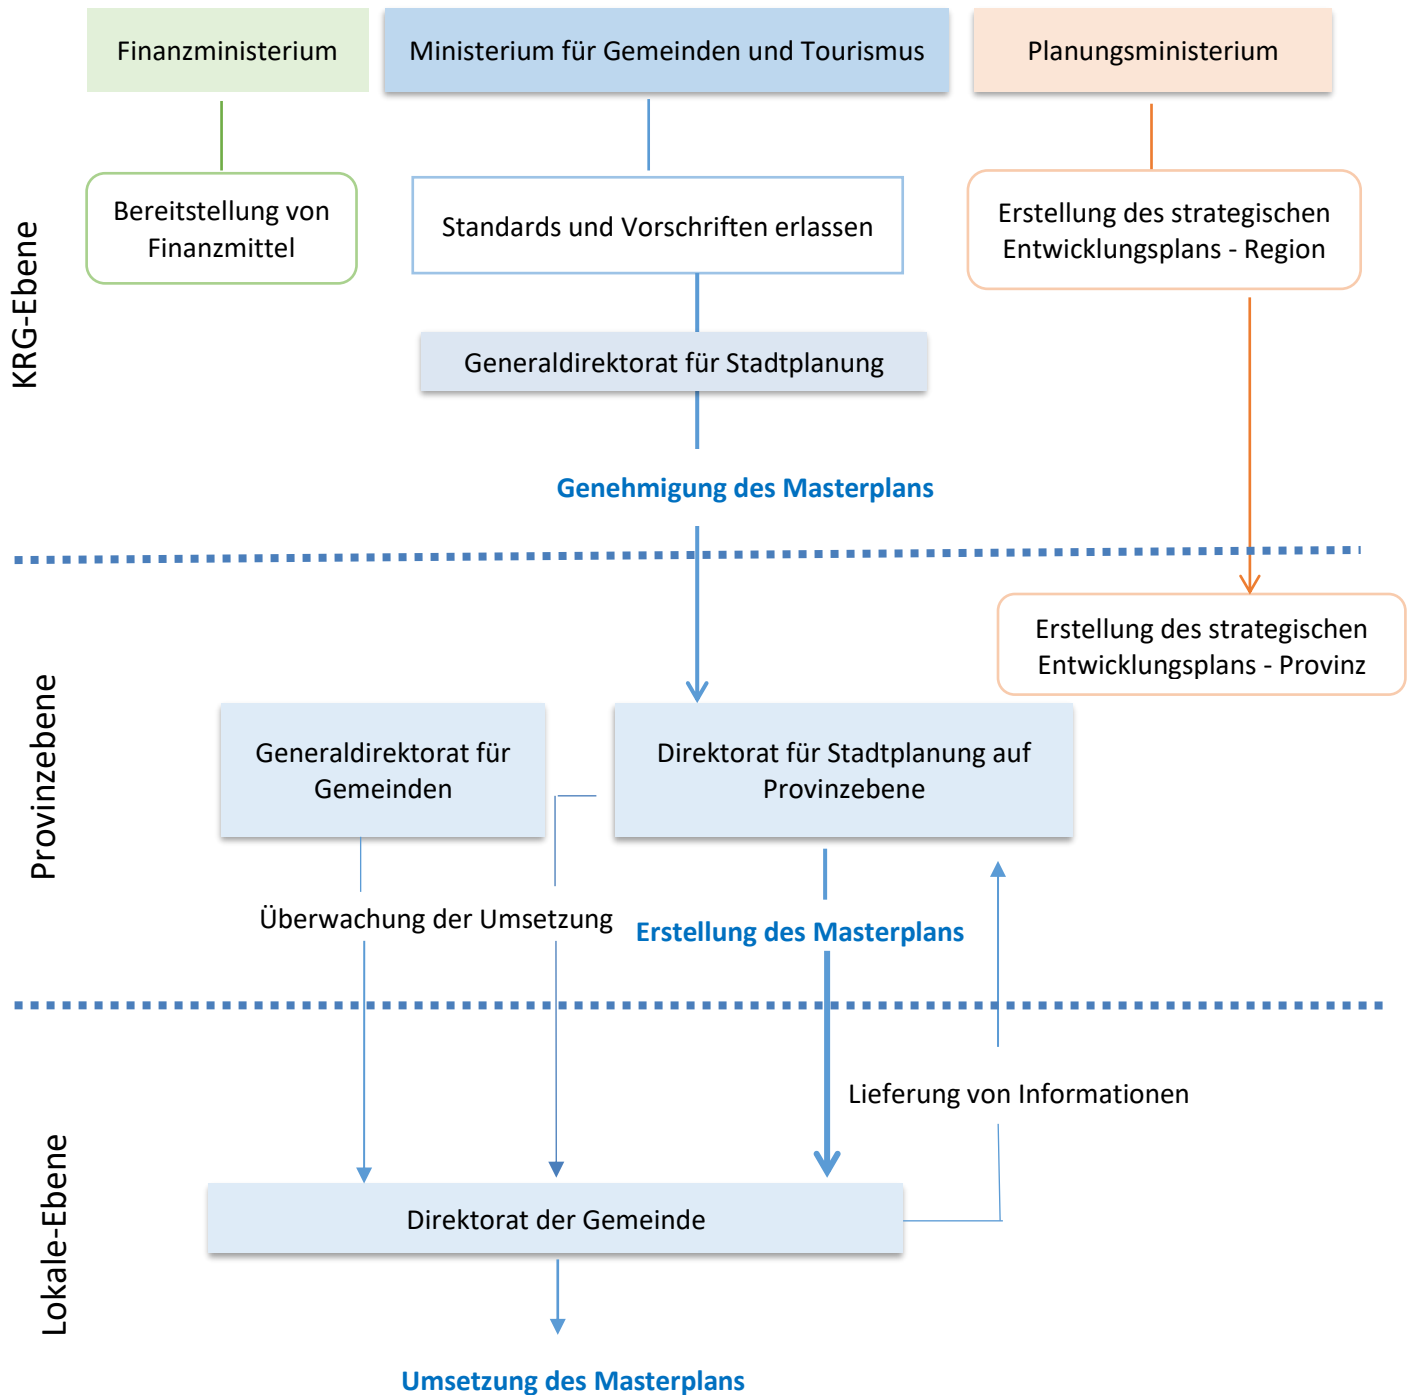 Finanzministerium
Ministerium für Gemeinden und Tourismus
Planungsministerium
KRG-Ebene
Bereitstellung von
Finanzmittel
Standards und Vorschriften erlassen
Erstellung des strategischen
Entwicklungsplans - Region
Generaldirektorat für Stadtplanung
Genehmigung des Masterplans
Provinzebene
Erstellung des strategischen
Entwicklungsplans - Provinz
Generaldirektorat für
Gemeinden
Direktorat für Stadtplanung auf
Provinzebene
Überwachung der Umsetzung
Erstellung des Masterplans
Lokale-Ebene
Lieferung von Informationen
Direktorat der Gemeinde
Umsetzung des Masterplans